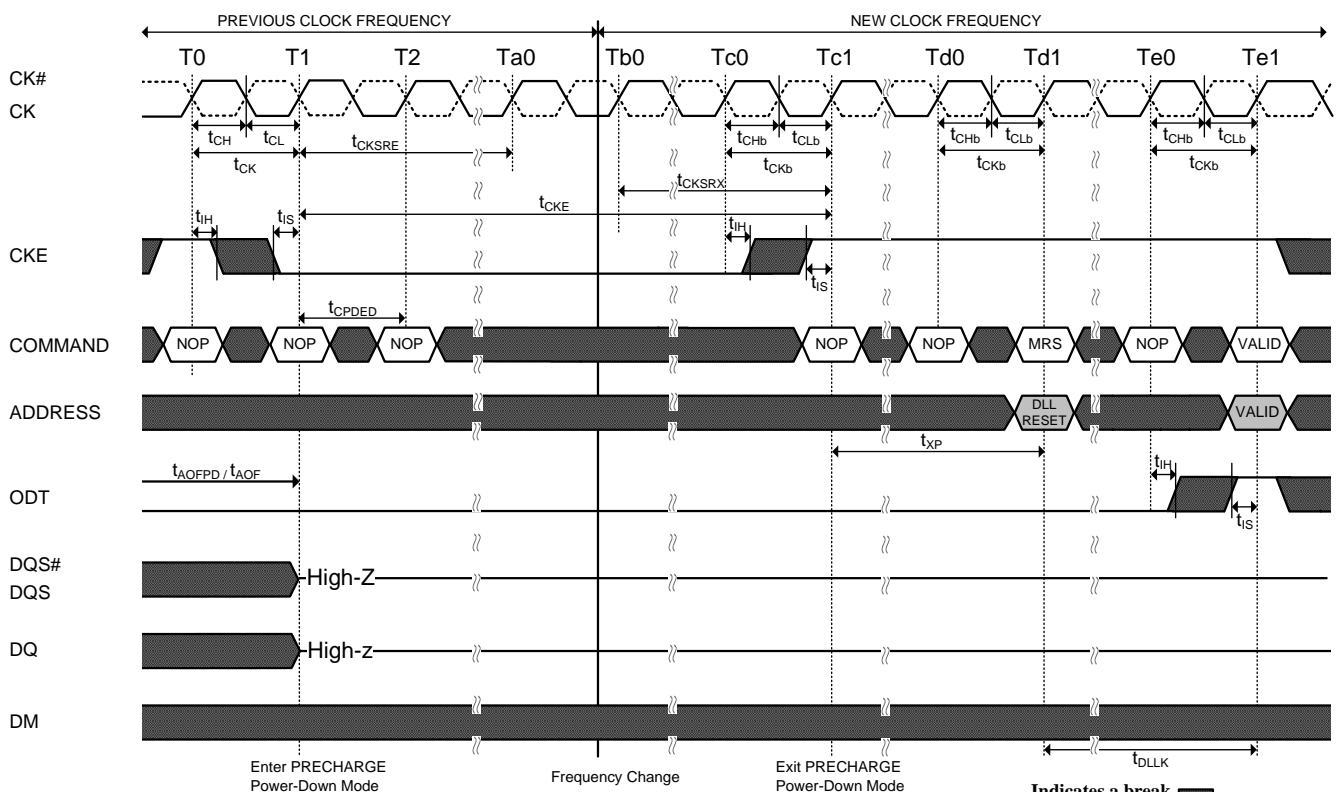 PREVIOUS CLOCK FREQUENCY NEW CLOCK FREQUENCY
T0 T1 T2 Ta0 Tb0 Tc0 Tc1 Td0 Td1 Te0 Te1
CK#
CK
tCH tCL tCHb tCLb tCHb tCLb tCHb tCLb
tCK tCKSRE tCKb tCKb tCKb
tCKSRX
tCKE
tIH tIS tIH
CKE
tIS
tCPDED
COMMAND NOP NOP NOP NOP NOP MRS NOP VALID
ADDRESS DLL RESET VALID
tXP
tAOFPD / tAOF tIH
ODT
tIS
DQS#
DQS
High-Z
DQ High-z
DM
tDLLK
Enter PRECHARGE
Power-Down Mode
Frequency Change
Exit PRECHARGE
Power-Down Mode
Indicates a break